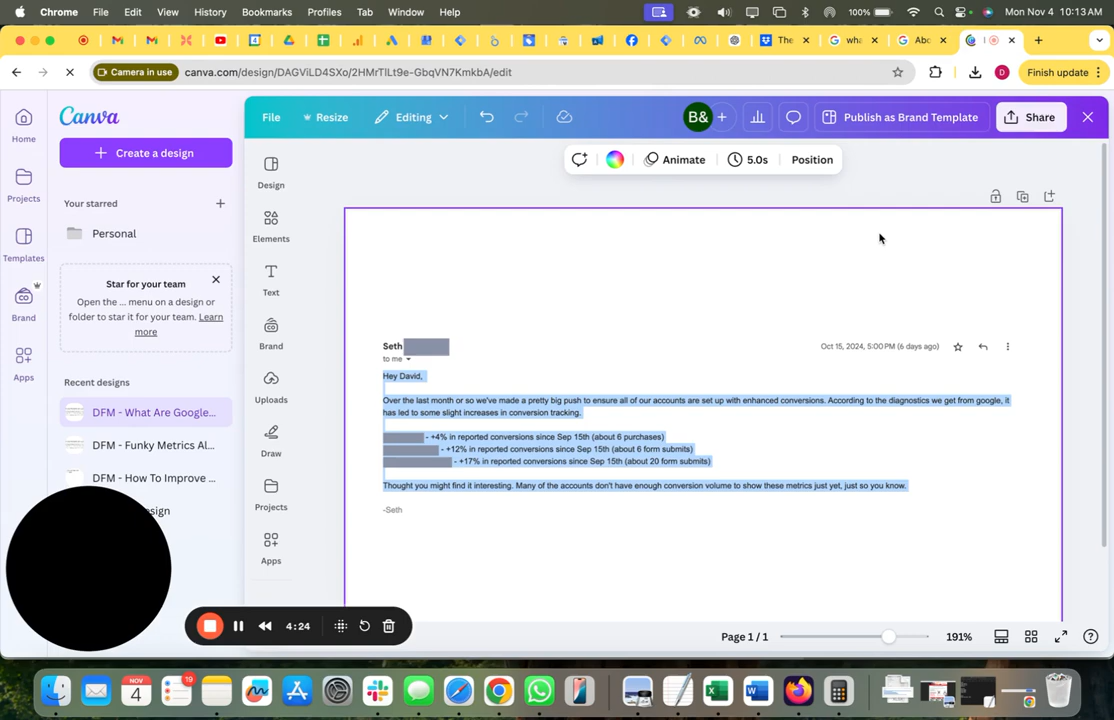 Chrome File Edit View History Bookmarks Profiles Tab Window Help 100% Mon Nov 4 10:13 AM
The wha Abc
Camera in use canva.com/design/DAGViLD4SXo/2HMrTlLt9e-GbqVN7KmkbA/edit D Finish update
Home
Projects
Templates
Brand
Apps
Canva
Create a design
Your starred
Personal
Star for your team
Open the ... menu on a design or
folder to star it for your team. Learn
more
Recent designs
DFM - What Are Google...
DFM - Funky Metrics Al...
DFM - How To Improve ...
sign
File Resize Editing B& Publish as Brand Template Share
Animate 5.0s Position
Design
Elements
Text
Brand
Uploads
Draw
Projects
Apps
Seth Oct 15, 2024, 5:00 PM (6 days ago)
to me
Hey David,
Over the last month or so we've made a pretty big push to ensure all of our accounts are set up with enhanced conversions. According to the diagnostics we get from google, it
has led to some slight increases in conversion tracking.
- +4% in reported conversions since Sep 15th (about 6 purchases)
- +12% in reported conversions since Sep 15th (about 6 form submits)
- +17% in reported conversions since Sep 15th (about 20 form submits)
Thought you might find it interesting. Many of the accounts don't have enough conversion volume to show these metrics just yet, just so you know.
-Seth
4:24
Page 1 / 1 191%
NOV
4
19